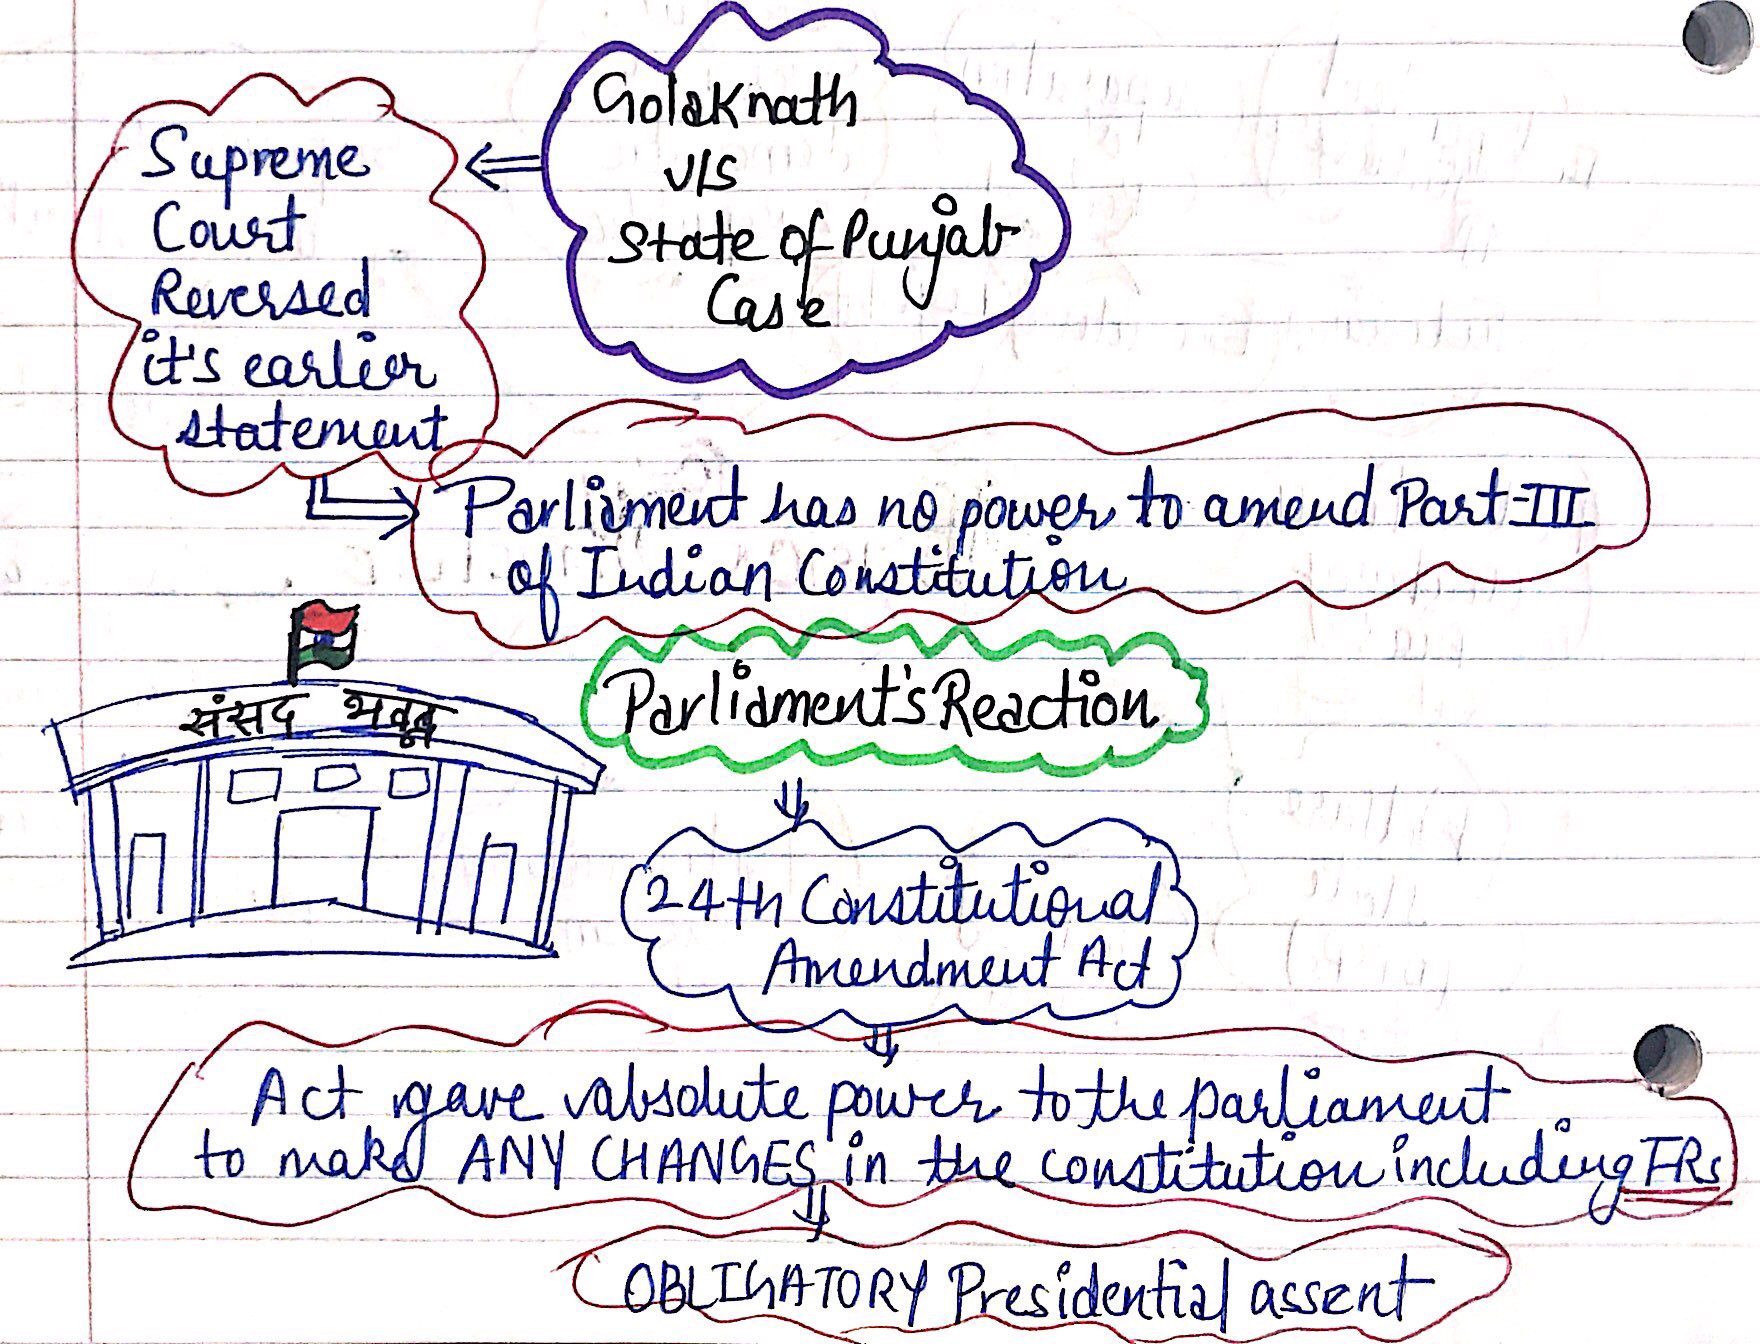 Golaknath
v/s
State of Punjab
Case
Supreme
Court
Reversed
it's earlier
statement
Parliament has no power to amend Part-III
of Indian Constitution
संसद भवन
Parliament's Reaction
24th Constitutional
Amendment Act
Act gave absolute power to the parliament
to make ANY CHANGES in the constitution including FRs
OBLIGATORY Presidential assent